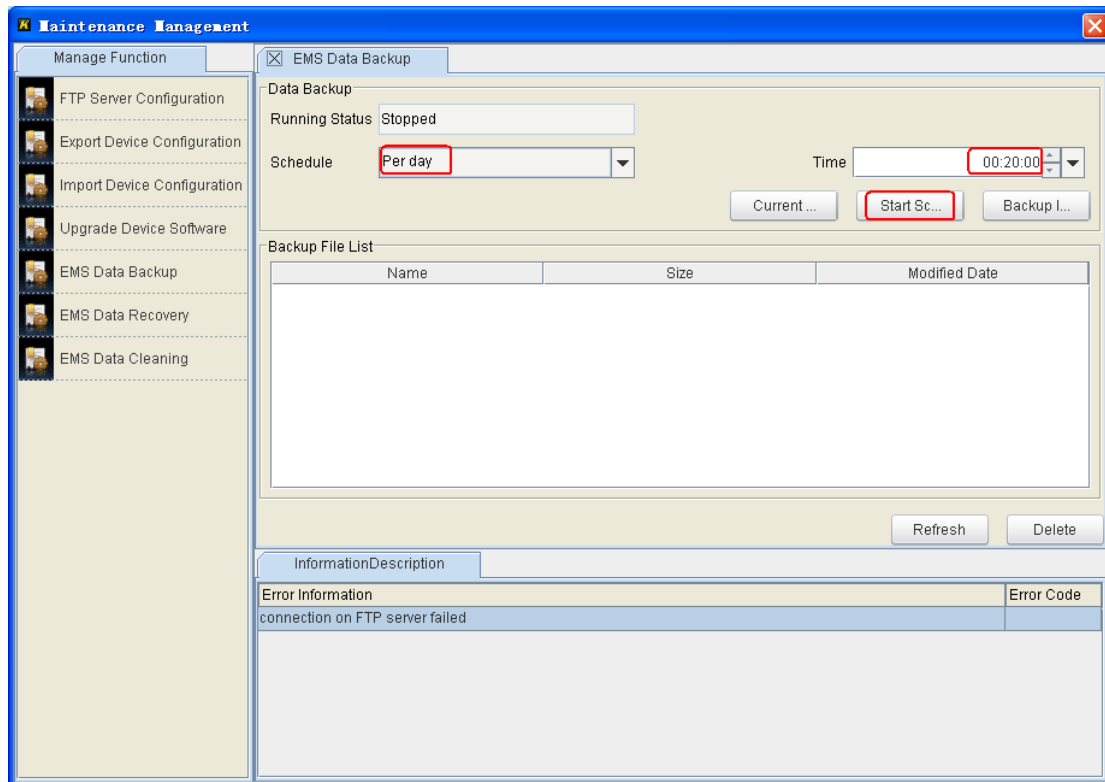 Maintenance Management
Manage Function
FTP Server Configuration
Export Device Configuration
Import Device Configuration
Upgrade Device Software
EMS Data Backup
EMS Data Recovery
EMS Data Cleaning
EMS Data Backup
Data Backup
Running Status Stopped
Schedule Per day Time 00:20:00
Current ... Start Sc... Backup I...
Backup File List
Name Size Modified Date
Refresh Delete
InformationDescription
Error Information Error Code
connection on FTP server failed